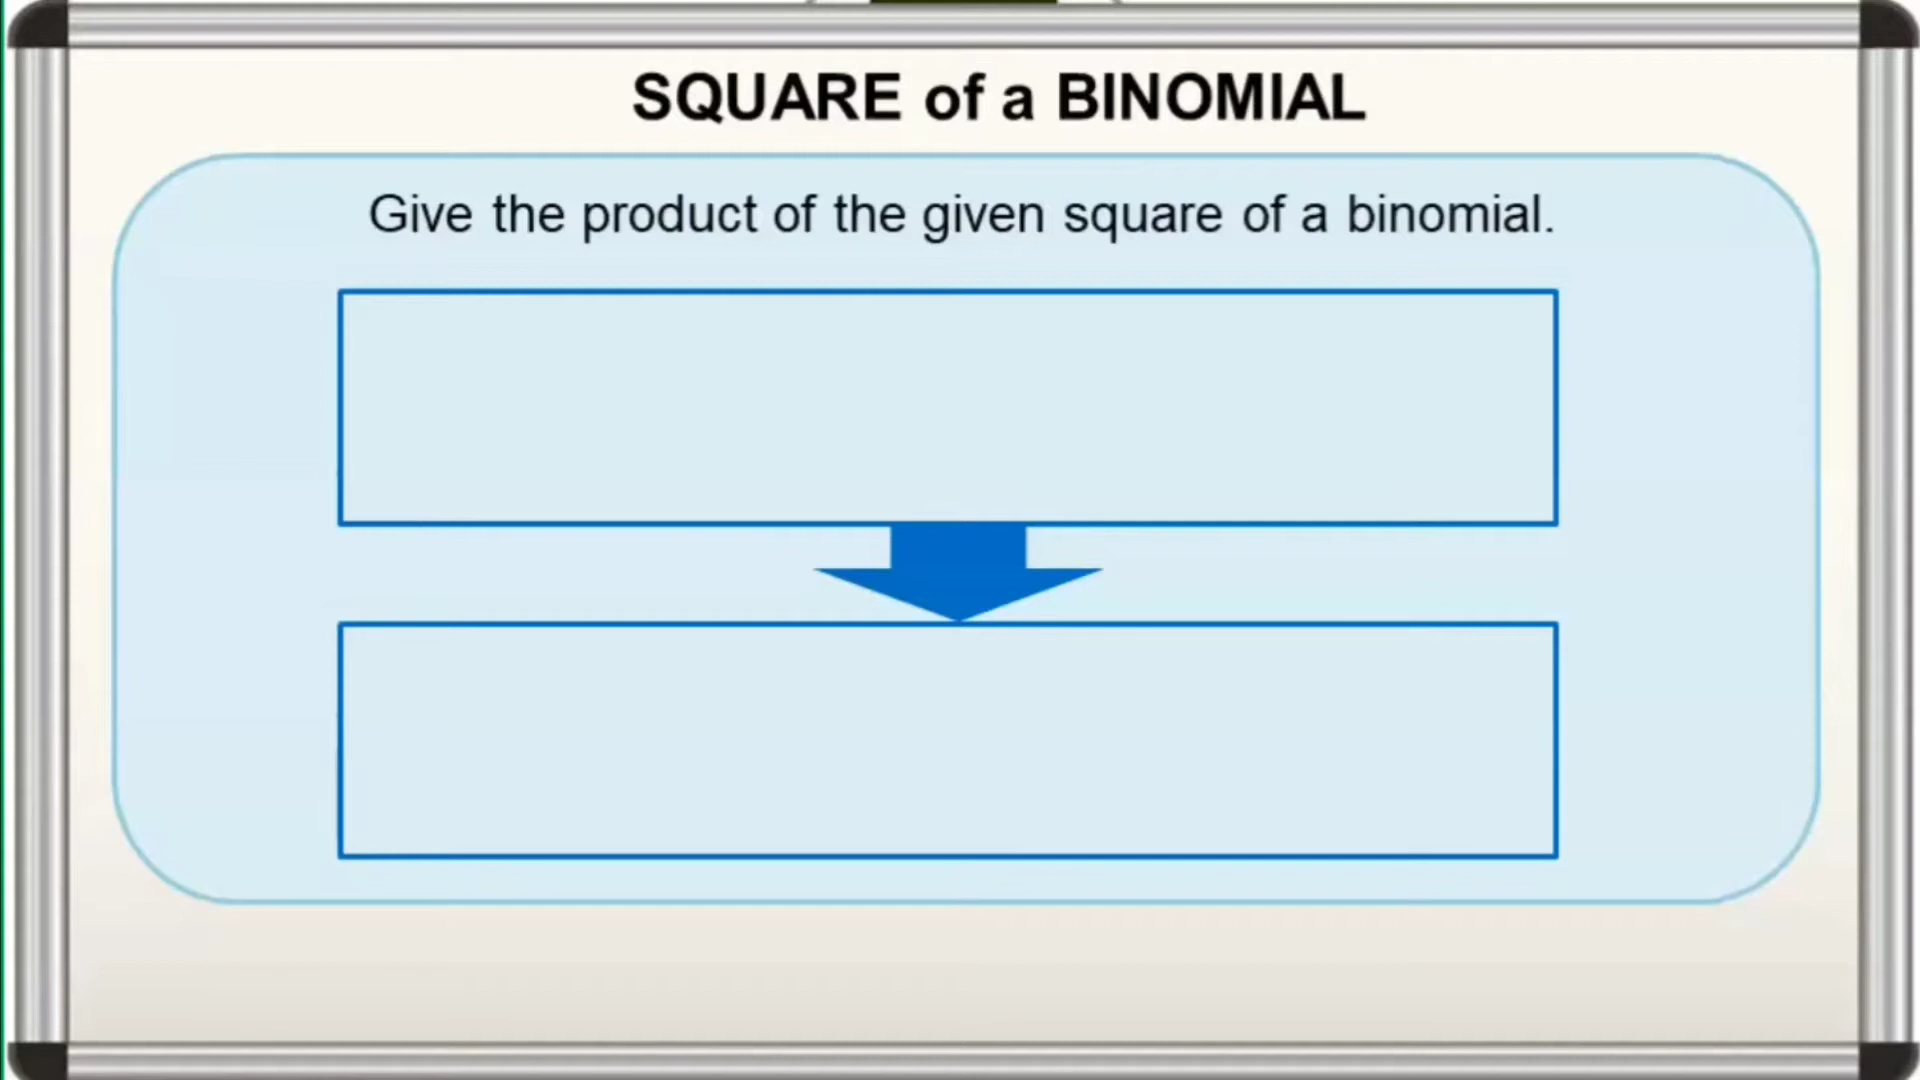 SQUARE of a BINOMIAL
Give the product of the given square of a binomial.